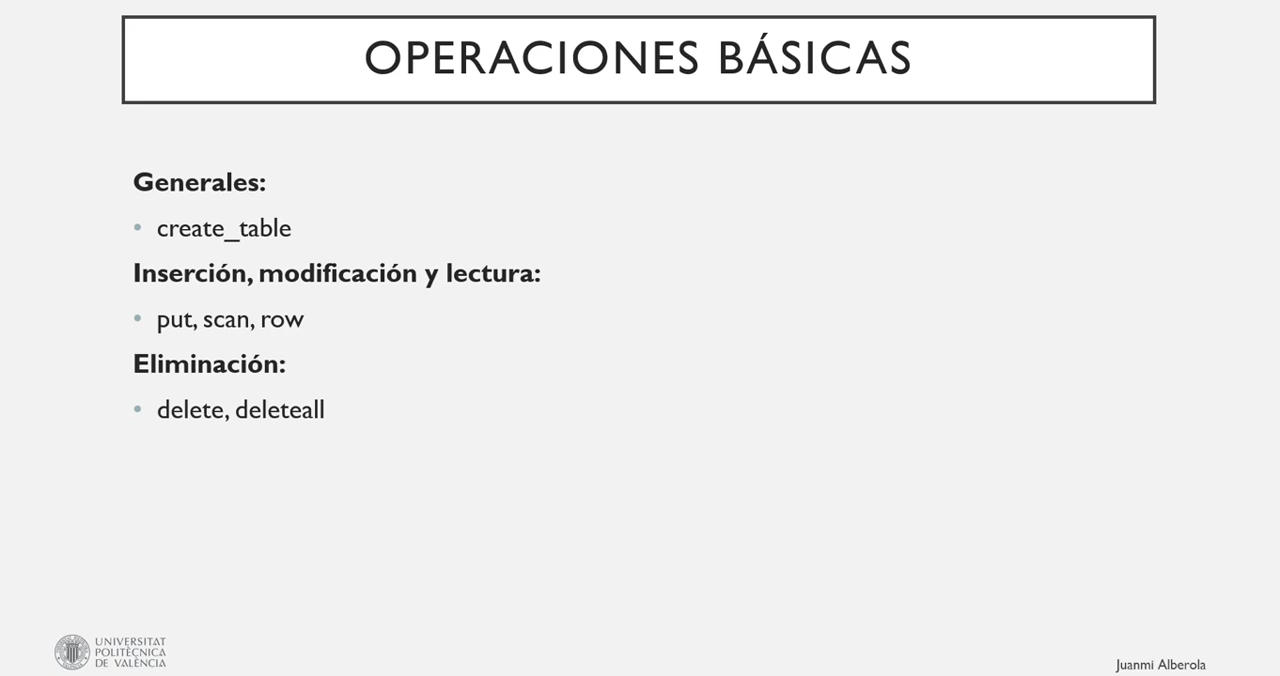 OPERACIONES BÁSICAS
Generales:
• create_table
Inserción, modificación y lectura:
• put, scan, row
Eliminación:
• delete, deleteall
UNIVERSITAT
POLITÈCNICA
DE VALÈNCIA
Juanmi Alberola